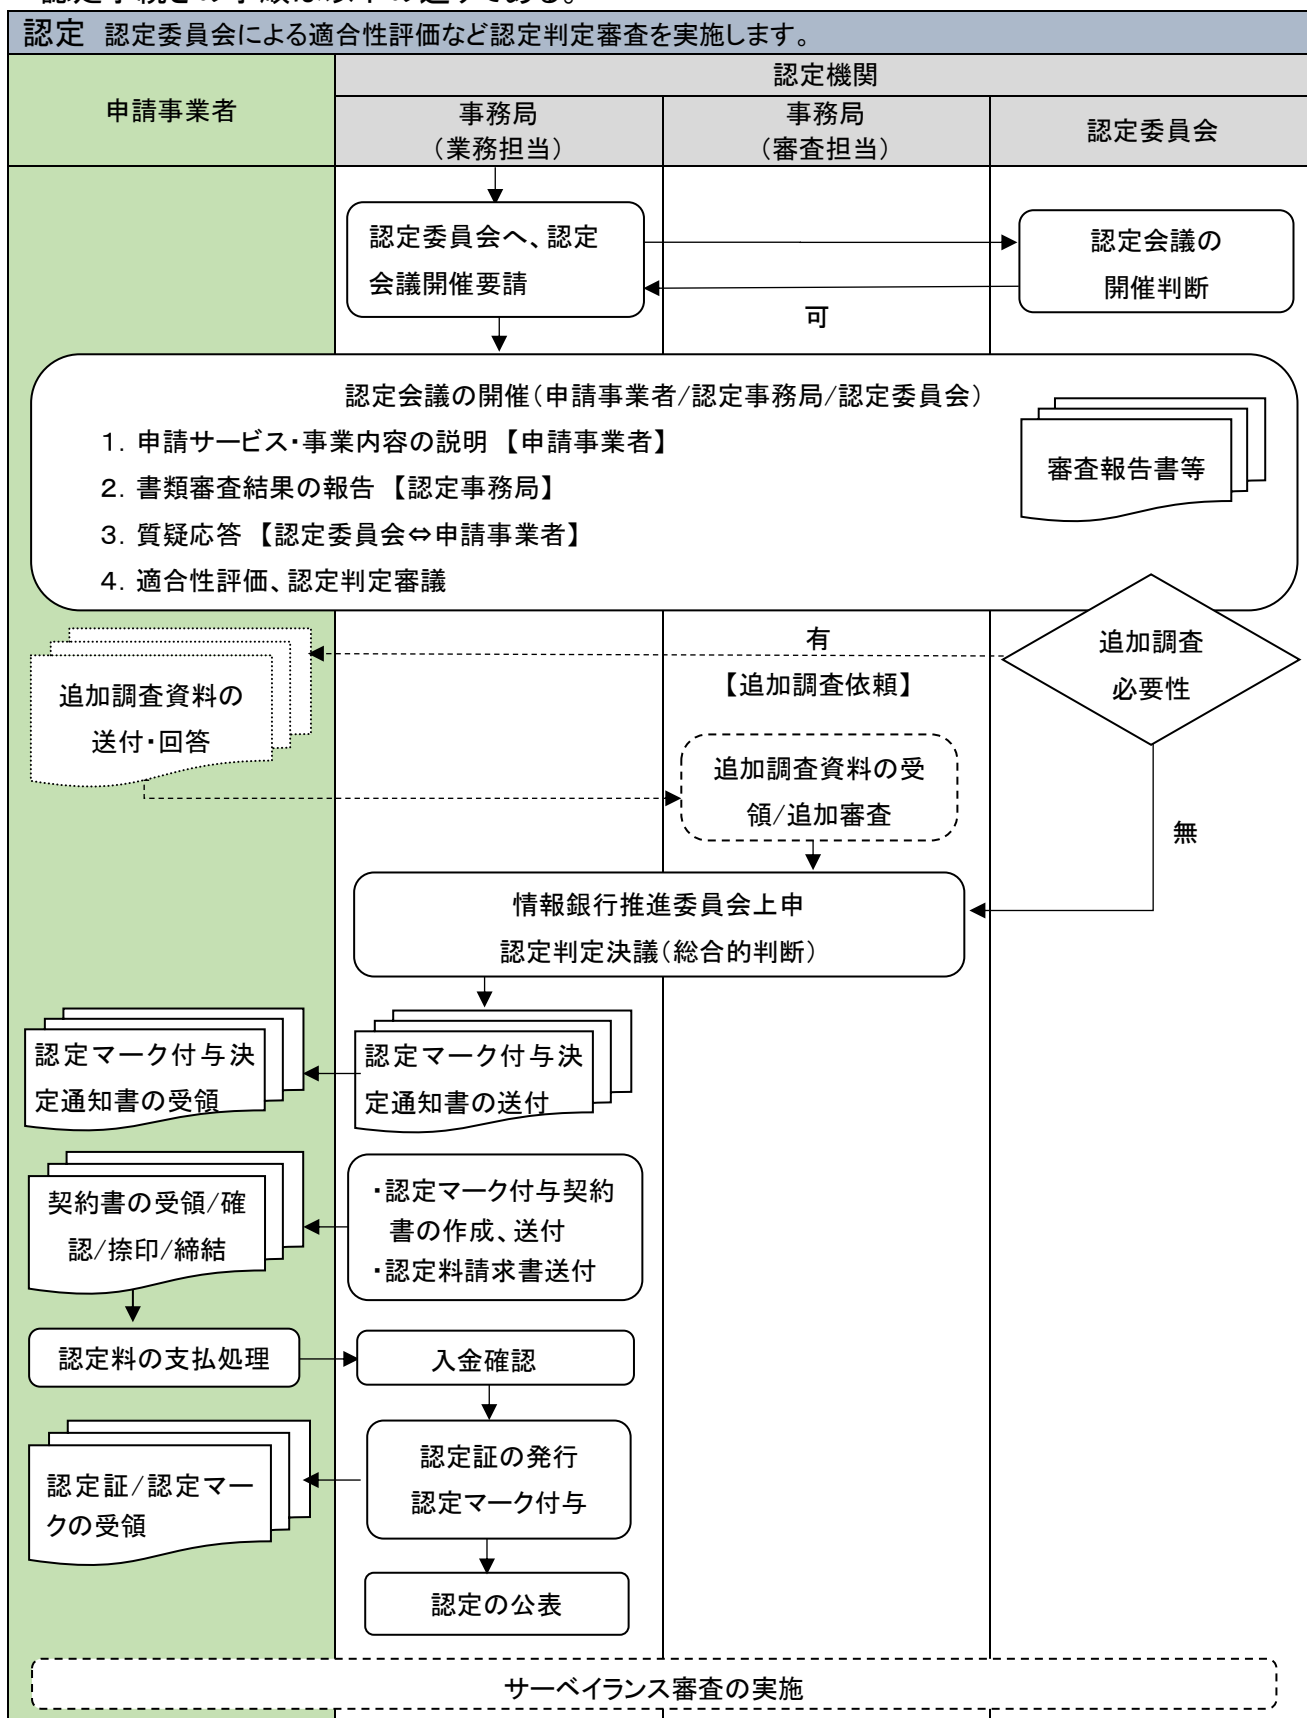 認定手続きの手順は以下の通りである。
認定 認定委員会による適合性評価など認定判定審査を実施します。
申請事業者
認定機関
事務局
(業務担当)
事務局
(審査担当)
認定委員会
認定委員会へ、認定
会議開催要請
認定会議の
開催判断
可
認定会議の開催(申請事業者/認定事務局/認定委員会)
1. 申請サービス・事業内容の説明 【申請事業者】
2. 書類審査結果の報告 【認定事務局】
3. 質疑応答 【認定委員会⇔申請事業者】
4. 適合性評価、認定判定審議
審査報告書等
追加調査
必要性
有
【追加調査依頼】
追加調査資料の
送付・回答
追加調査資料の受
領/追加審査
無
情報銀行推進委員会上申
認定判定決議(総合的判断)
認定マーク付与決
定通知書の受領
認定マーク付与決
定通知書の送付
契約書の受領/確
認/捺印/締結
・認定マーク付与契約
書の作成、送付
・認定料請求書送付
認定料の支払処理
入金確認
認定証の発行
認定マーク付与
認定証/認定マー
クの受領
認定の公表
サーベイランス審査の実施